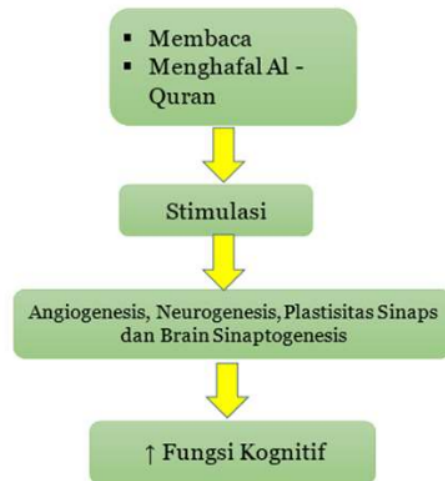 ▪ Membaca
▪ Menghafal Al -
Quran
Stimulasi
Angiogenesis, Neurogenesis, Plastisitas Sinaps
dan Brain Sinaptogenesis
↑ Fungsi Kognitif